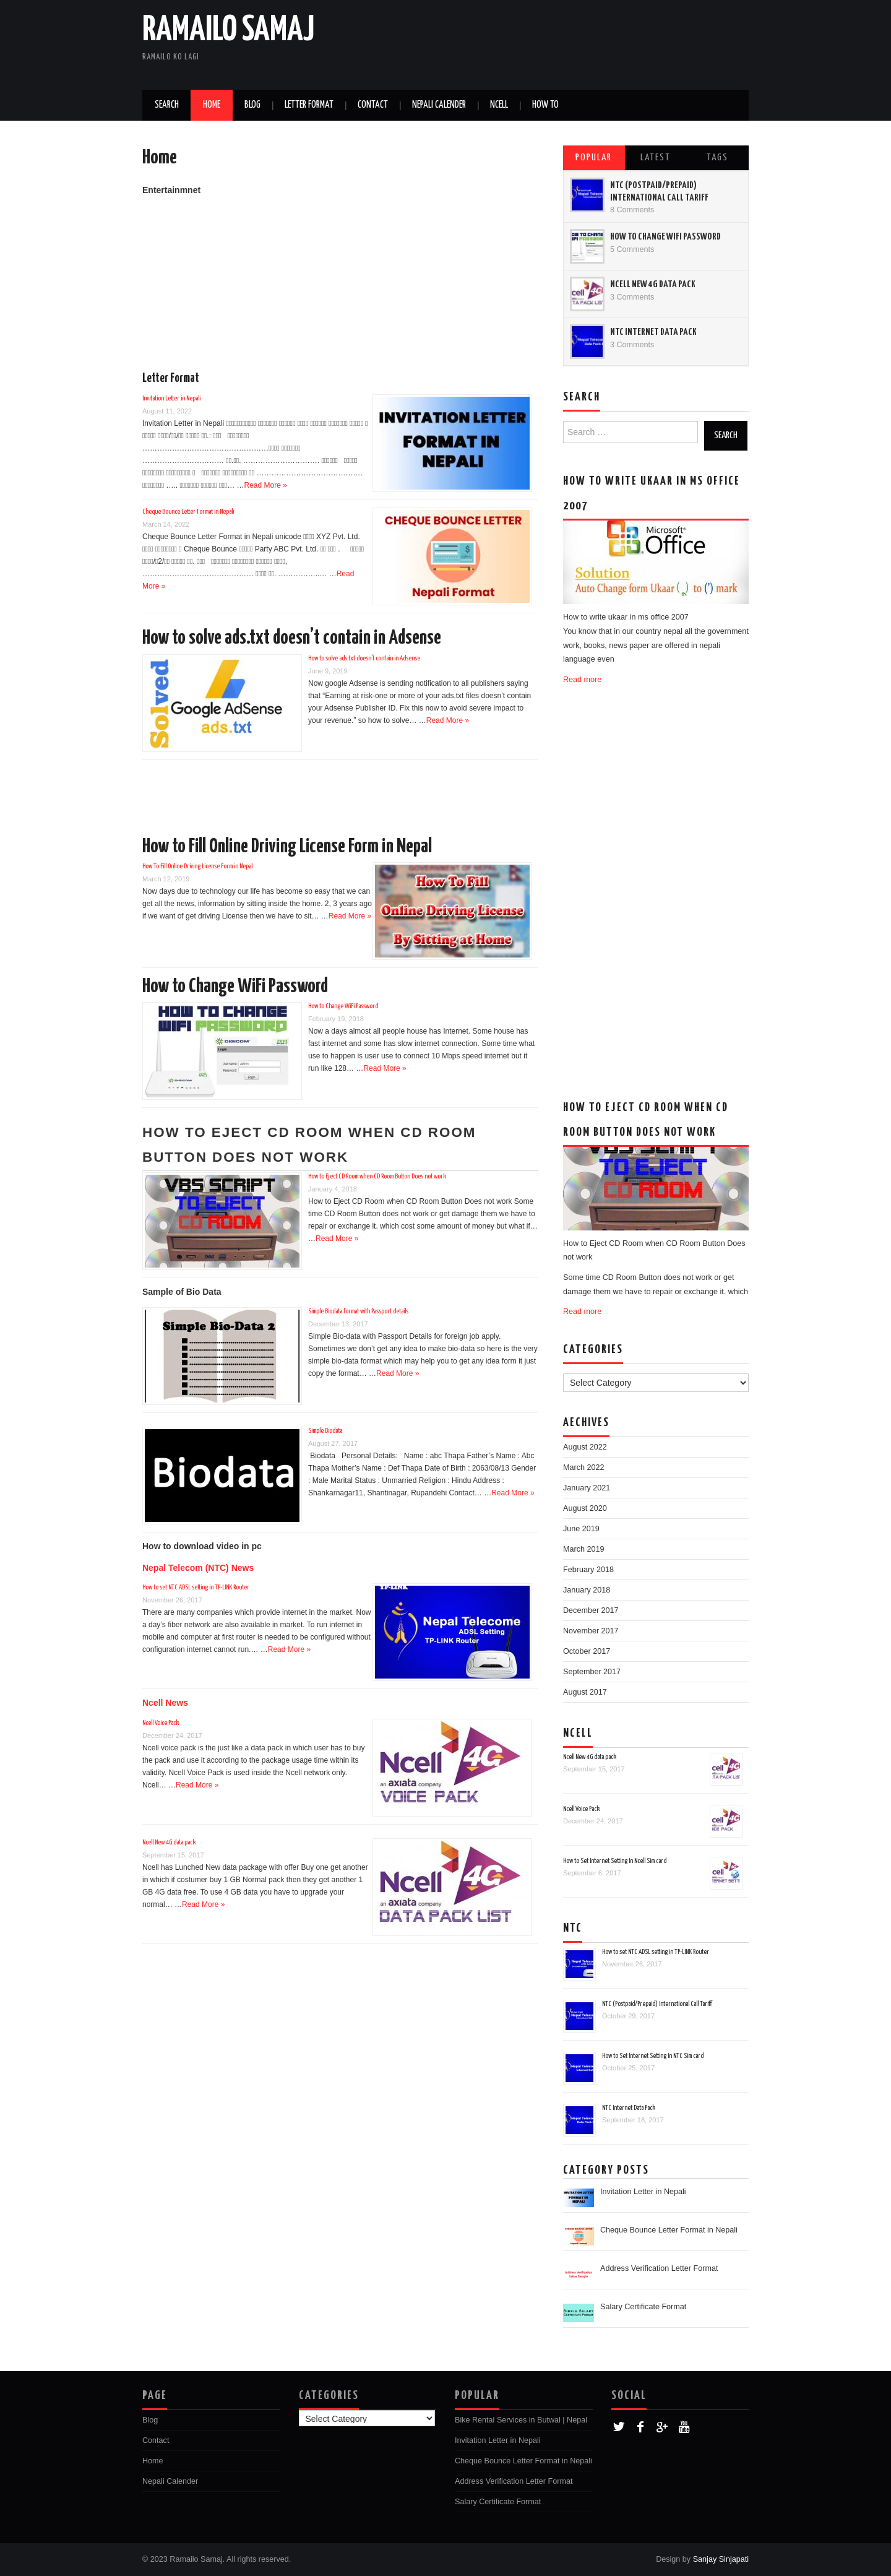 RAMAILO SAMAJ
RAMAILO KO LAGI
SEARCH
HOME
BLOG
LETTER FORMAT
CONTACT
NEPALI CALENDER
NCELL
HOW TO
Home
Entertainmnet
Letter Format
Invitation Letter in Nepali
August 11, 2022
Invitation Letter in Nepali
… …Read More »
INVITATION LETTER FORMAT IN NEPALI
Cheque Bounce Letter Format in Nepali
March 14, 2022
Cheque Bounce Letter Format in Nepali unicode XYZ Pvt. Ltd.
Cheque Bounce Party ABC Pvt. Ltd.
…Read
More »
CHEQUE BOUNCE LETTER
Nepali Format
How to solve ads.txt doesn't contain in Adsense
Solved
Google AdSense
ads.txt
How to solve ads.txt doesn't contain in Adsense
June 9, 2019
Now google Adsense is sending notification to all publishers saying
that “Earning at risk-one or more of your ads.txt files doesn’t contain
your Adsense Publisher ID. Fix this now to avoid severe impact to
your revenue.” so how to solve… …Read More »
How to Fill Online Driving License Form in Nepal
How To Fill Online Driving License Form in Nepal
March 12, 2019
Now days due to technology our life has become so easy that we can
get all the news, information by sitting inside the home. 2, 3 years ago
if we want of get driving License then we have to sit… …Read More »
How To Fill
Online Driving License
By Sitting at Home
How to Change WiFi Password
HOW TO CHANGE
WIFI PASSWORD
DIGICOM
How to Change WiFi Password
February 19, 2018
Now a days almost all people house has Internet. Some house has
fast internet and some has slow internet connection. Some time what
use to happen is user use to connect 10 Mbps speed internet but it
run like 128… …Read More »
HOW TO EJECT CD ROOM WHEN CD
ROOM BUTTON DOES NOT WORK
VBS SCRIPT
TO EJECT
CD ROOM
How to Eject CD Room when CD Room Button Does not work
January 4, 2018
How to Eject CD Room when CD Room Button Does not work Some
time CD Room Button does not work or get damage them we have to
repair or exchange it. which cost some amount of money but what if…
…Read More »
Sample of Bio Data
Simple Bio-Data 2
Simple Biodata format with Passport details
December 13, 2017
Simple Bio-data with Passport Details for foreign job apply.
Sometimes we don’t get any idea to make bio-data so here is the very
simple bio-data format which may help you to get any idea form it just
copy the format… …Read More »
Biodata
Simple Biodata
August 27, 2017
Biodata Personal Details: Name : abc Thapa Father’s Name : Abc
Thapa Mother’s Name : Def Thapa Date of Birth : 2063/08/13 Gender
: Male Marital Status : Unmarried Religion : Hindu Address :
Shankarnagar11, Shantinagar, Rupandehi Contact… …Read More »
How to download video in pc
Nepal Telecom (NTC) News
How to set NTC ADSL setting in TP-LINK Router
November 26, 2017
There are many companies which provide internet in the market. Now
a day’s fiber network are also available in market. To run internet in
mobile and computer at first router is needed to be configured without
configuration internet cannot run.… …Read More »
TP-LINK
Nepal Telecome
ADSL Setting
TP-LINK Router
Ncell News
Ncell Voice Pack
December 24, 2017
Ncell voice pack is the just like a data pack in which user has to buy
the pack and use it according to the package usage time within its
validity. Ncell Voice Pack is used inside the Ncell network only.
Ncell… …Read More »
Ncell 4G
an axiata company
VOICE PACK
Ncell New 4G data pack
September 15, 2017
Ncell has Lunched New data package with offer Buy one get another
in which if costumer buy 1 GB Normal pack then they get another 1
GB 4G data free. To use 4 GB data you have to upgrade your
normal… …Read More »
Ncell 4G
an axiata company
DATA PACK LIST
POPULAR
LATEST
TAGS
NTC (POSTPAID/PREPAID)
INTERNATIONAL CALL TARIFF
8 Comments
HOW TO CHANGE WIFI PASSWORD
5 Comments
NCELL NEW 4G DATA PACK
3 Comments
NTC INTERNET DATA PACK
3 Comments
SEARCH
Search …
SEARCH
HOW TO WRITE UKAAR IN MS OFFICE
2007
Microsoft
Office
Solution
Auto Change Ukaar ( ु ) to (') mark
How to write ukaar in ms office 2007
You know that in our country nepal all the government
work, books, news paper are offered in nepali
language even
Read more
HOW TO EJECT CD ROOM WHEN CD
ROOM BUTTON DOES NOT WORK
VBS SCRIPT
TO EJECT
CD ROOM
How to Eject CD Room when CD Room Button Does
not work
Some time CD Room Button does not work or get
damage them we have to repair or exchange it. which
Read more
CATEGORIES
Select Category
ARCHIVES
August 2022
March 2022
January 2021
August 2020
June 2019
March 2019
February 2018
January 2018
December 2017
November 2017
October 2017
September 2017
August 2017
NCELL
Ncell New 4G data pack
September 15, 2017
Ncell Voice Pack
December 24, 2017
How to Set Internet Setting In Ncell Sim card
September 6, 2017
NTC
How to set NTC ADSL setting in TP-LINK Router
November 26, 2017
NTC (Postpaid/Prepaid) International Call Tariff
October 29, 2017
How to Set Internet Setting In NTC Sim card
October 25, 2017
NTC Internet Data Pack
September 18, 2017
CATEGORY POSTS
Invitation Letter in Nepali
Cheque Bounce Letter Format in Nepali
Address Verification Letter Format
Salary Certificate Format
PAGE
Blog
Contact
Home
Nepali Calender
CATEGORIES
Select Category
POPULAR
Bike Rental Services in Butwal | Nepal
Invitation Letter in Nepali
Cheque Bounce Letter Format in Nepali
Address Verification Letter Format
Salary Certificate Format
SOCIAL
© 2023 Ramailo Samaj. All rights reserved.
Design by Sanjay Sinjapati